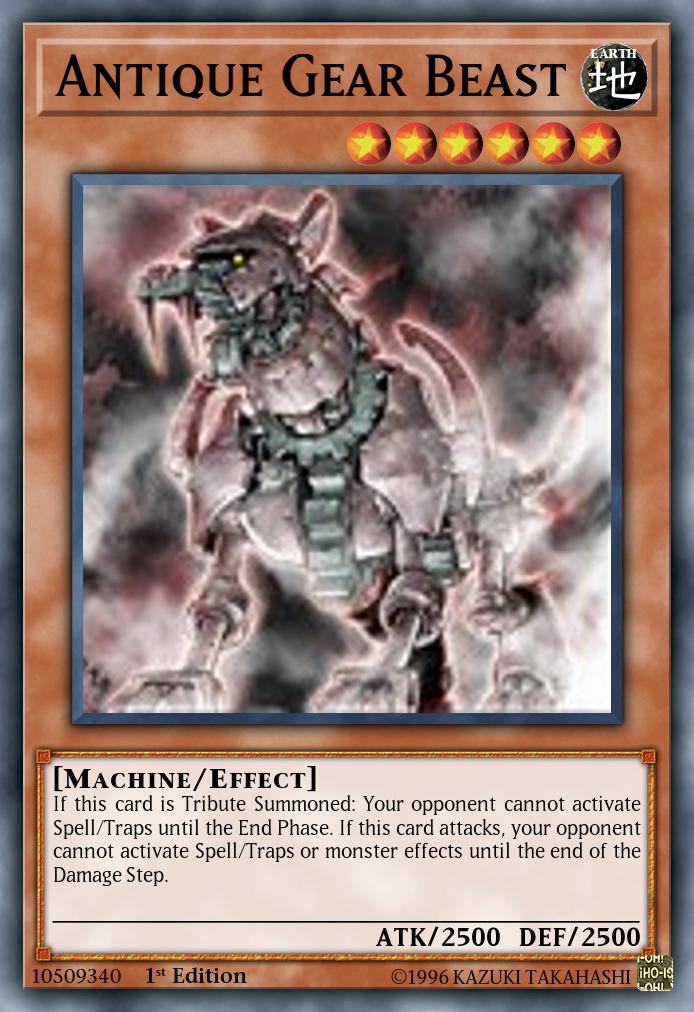 Antique Gear Beast
EARTH
地
[Machine/Effect]
If this card is Tribute Summoned: Your opponent cannot activate
Spell/Traps until the End Phase. If this card attacks, your opponent
cannot activate Spell/Traps or monster effects until the end of the
Damage Step.
ATK/2500 DEF/2500
10509340 1st Edition ©1996 KAZUKI TAKAHASHI